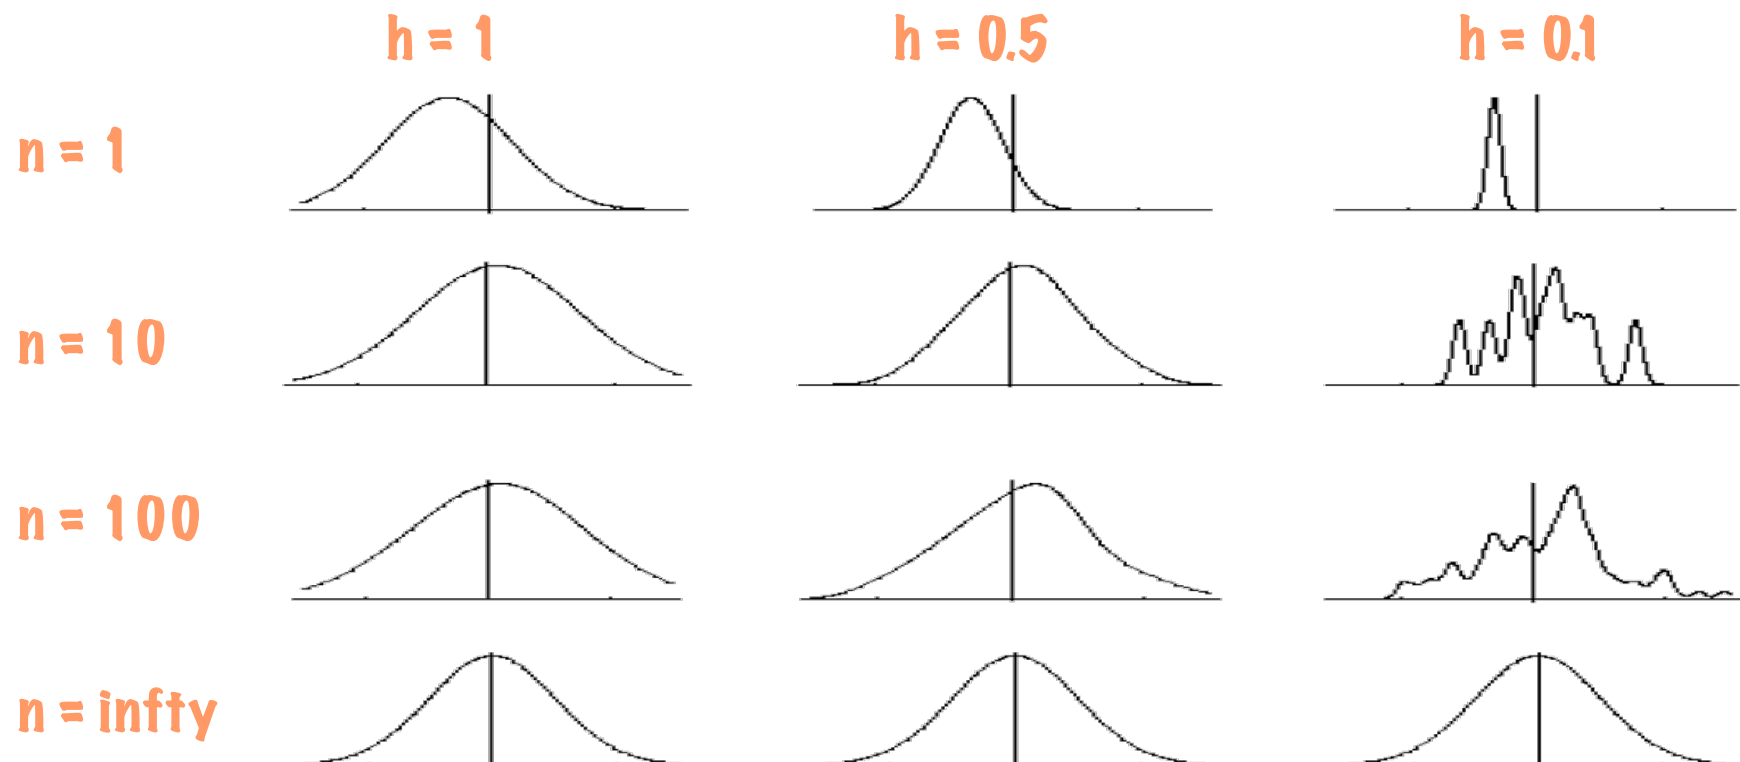 h = 1
h = 0.5
h = 0.1
n = 1
n = 10
n = 100
n = infty